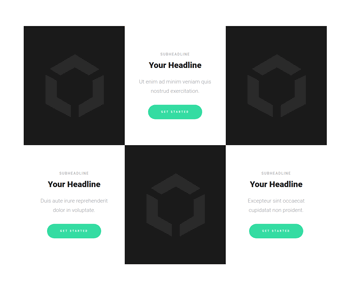 SUBHEADLINE
Your Headline
Ut enim ad minim veniam quis
nostrud exercitation.
GET STARTED
SUBHEADLINE
Your Headline
Duis aute irure reprehenderit
dolor in voluptate.
GET STARTED
SUBHEADLINE
Your Headline
Excepteur sint occaecat
cupidatat non proident.
GET STARTED